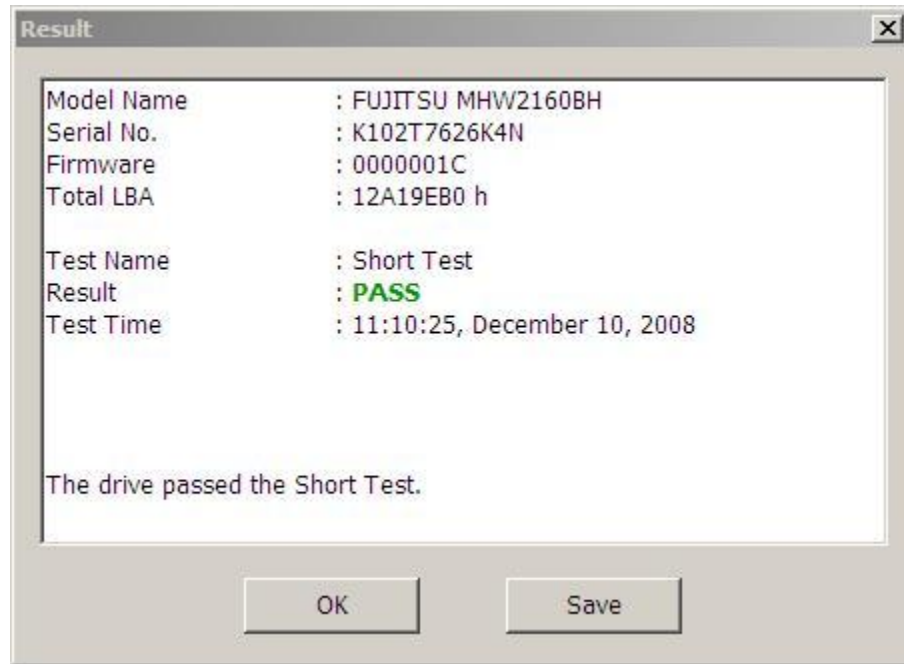 Result
Model Name : FUJITSU MHW2160BH
Serial No. : K102T7626K4N
Firmware : 0000001C
Total LBA : 12A19EB0 h
Test Name : Short Test
Result : PASS
Test Time : 11:10:25, December 10, 2008
The drive passed the Short Test.
OK Save